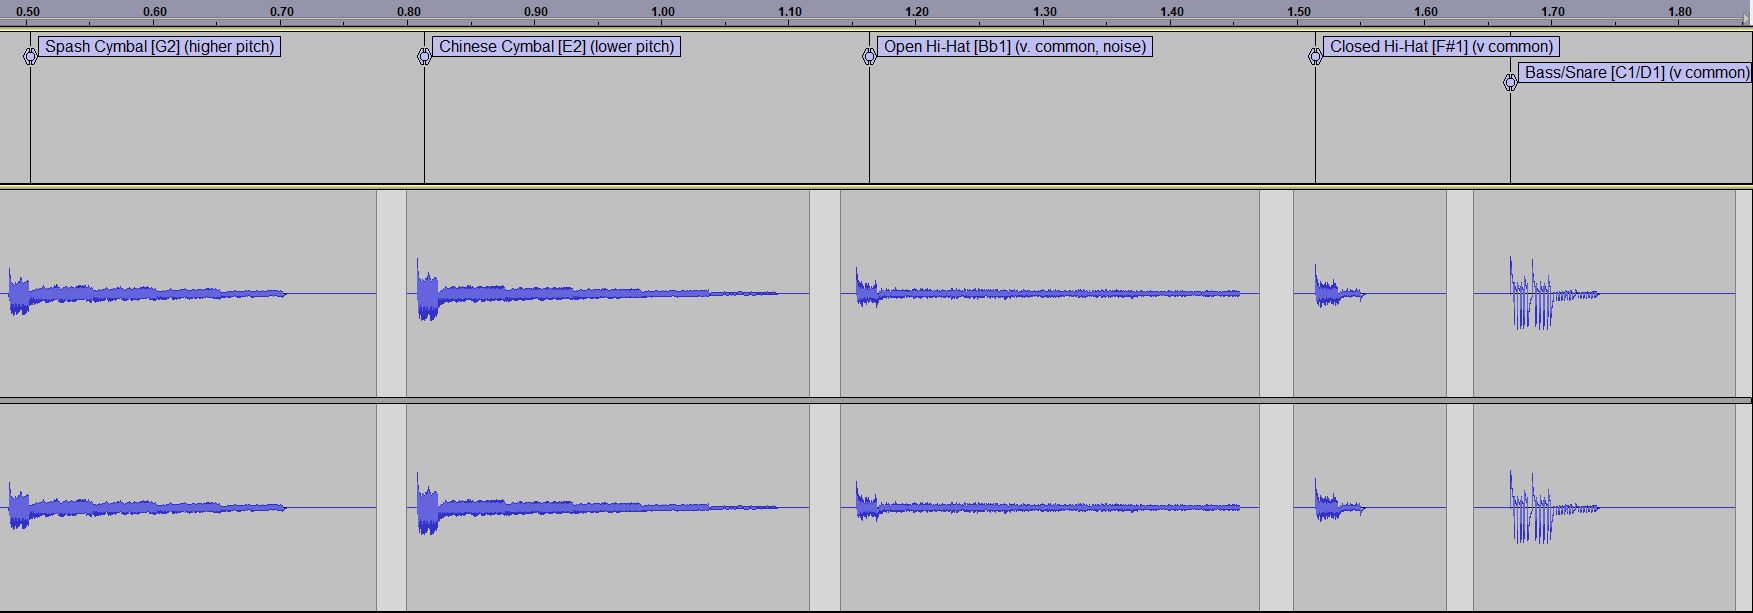 0.50 0.60 0.70 0.80 0.90 1.00 1.10 1.20 1.30 1.40 1.50 1.60 1.70 1.80
Spash Cymbal [G2] (higher pitch) Chinese Cymbal [E2] (lower pitch) Open Hi-Hat [Bb1] (v. common, noise) Closed Hi-Hat [F#1] (v common)
Bass/Snare [C1/D1] (v common)